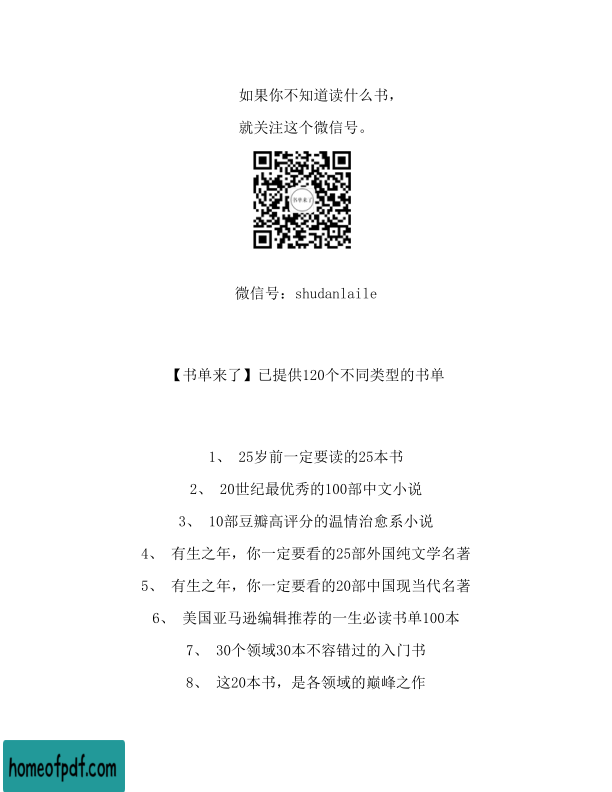 如果你不知道读什么书，
就关注这个微信号。
书单来了
微信号：shudanlaile
【书单来了】已提供120个不同类型的书单
1、 25岁前一定要读的25本书
2、 20世纪最优秀的100部中文小说
3、 10部豆瓣高评分的温情治愈系小说
4、 有生之年，你一定要看的25部外国纯文学名著
5、 有生之年，你一定要看的20部中国现当代名著
6、 美国亚马逊编辑推荐的一生必读书单100本
7、 30个领域30本不容错过的入门书
8、 这20本书，是各领域的巅峰之作
homeofpdf.com